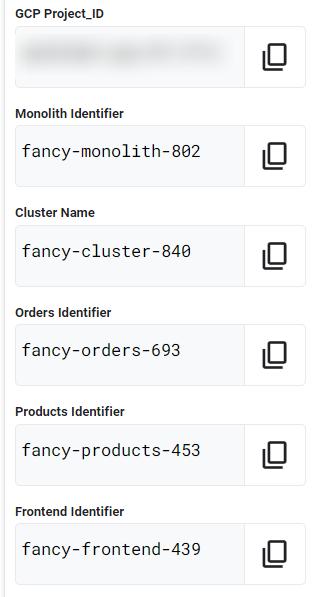 GCP Project_ID
Monolith Identifier
fancy-monolith-802
Cluster Name
fancy-cluster-840
Orders Identifier
fancy-orders-693
Products Identifier
fancy-products-453
Frontend Identifier
fancy-frontend-439